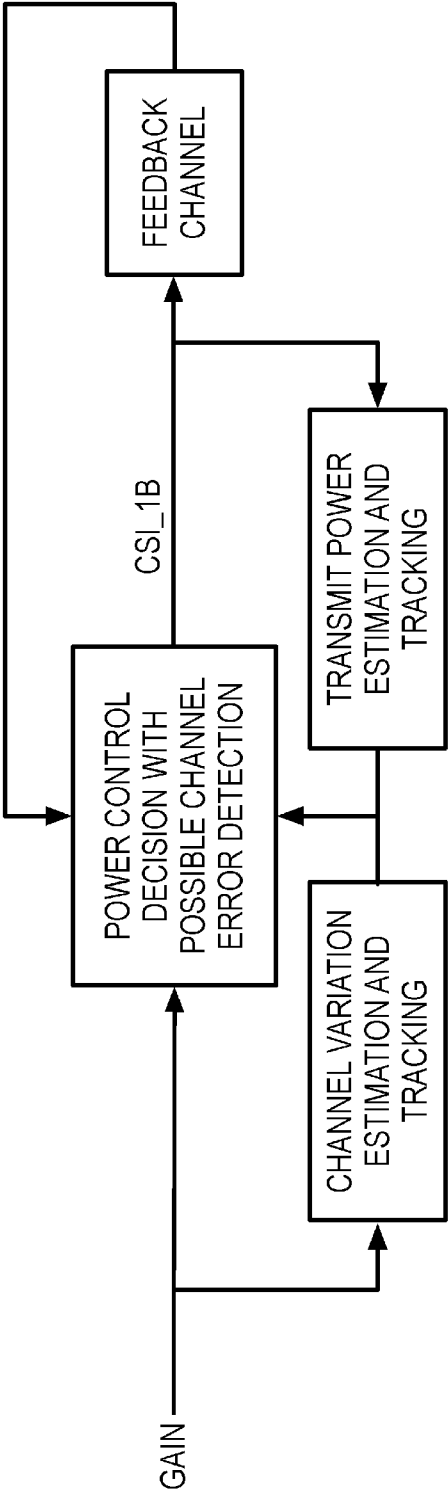 GAIN
POWER CONTROL
DECISION WITH
POSSIBLE CHANNEL
ERROR DETECTION
CSI_1B
FEEDBACK
CHANNEL
CHANNEL VARIATION
ESTIMATION AND
TRACKING
TRANSMIT POWER
ESTIMATION AND
TRACKING